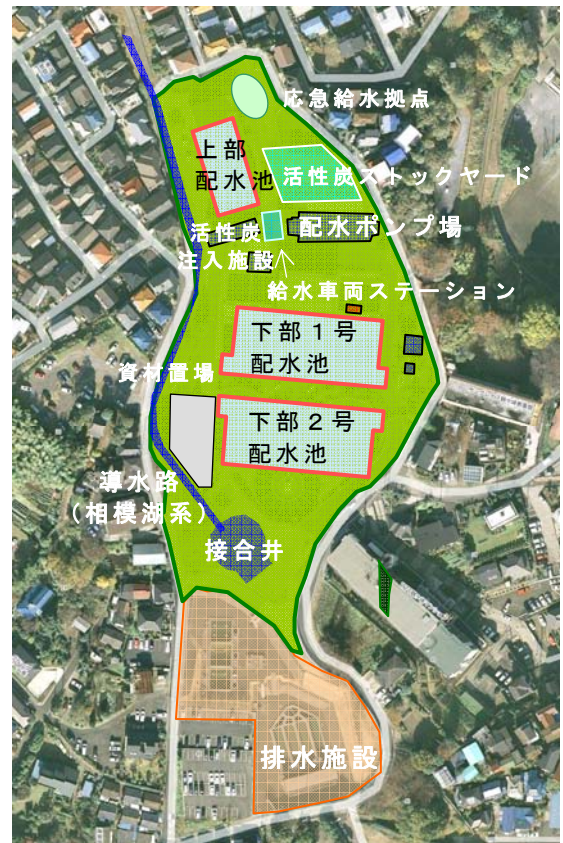 応急給水拠点
上部
配水池
活性炭ストックヤード
配水ポンプ場
活性炭
注入施設
給水車両ステーション
下部１号
配水池
資材置場
下部２号
配水池
導水路
（相模湖系）
接合井
排水施設